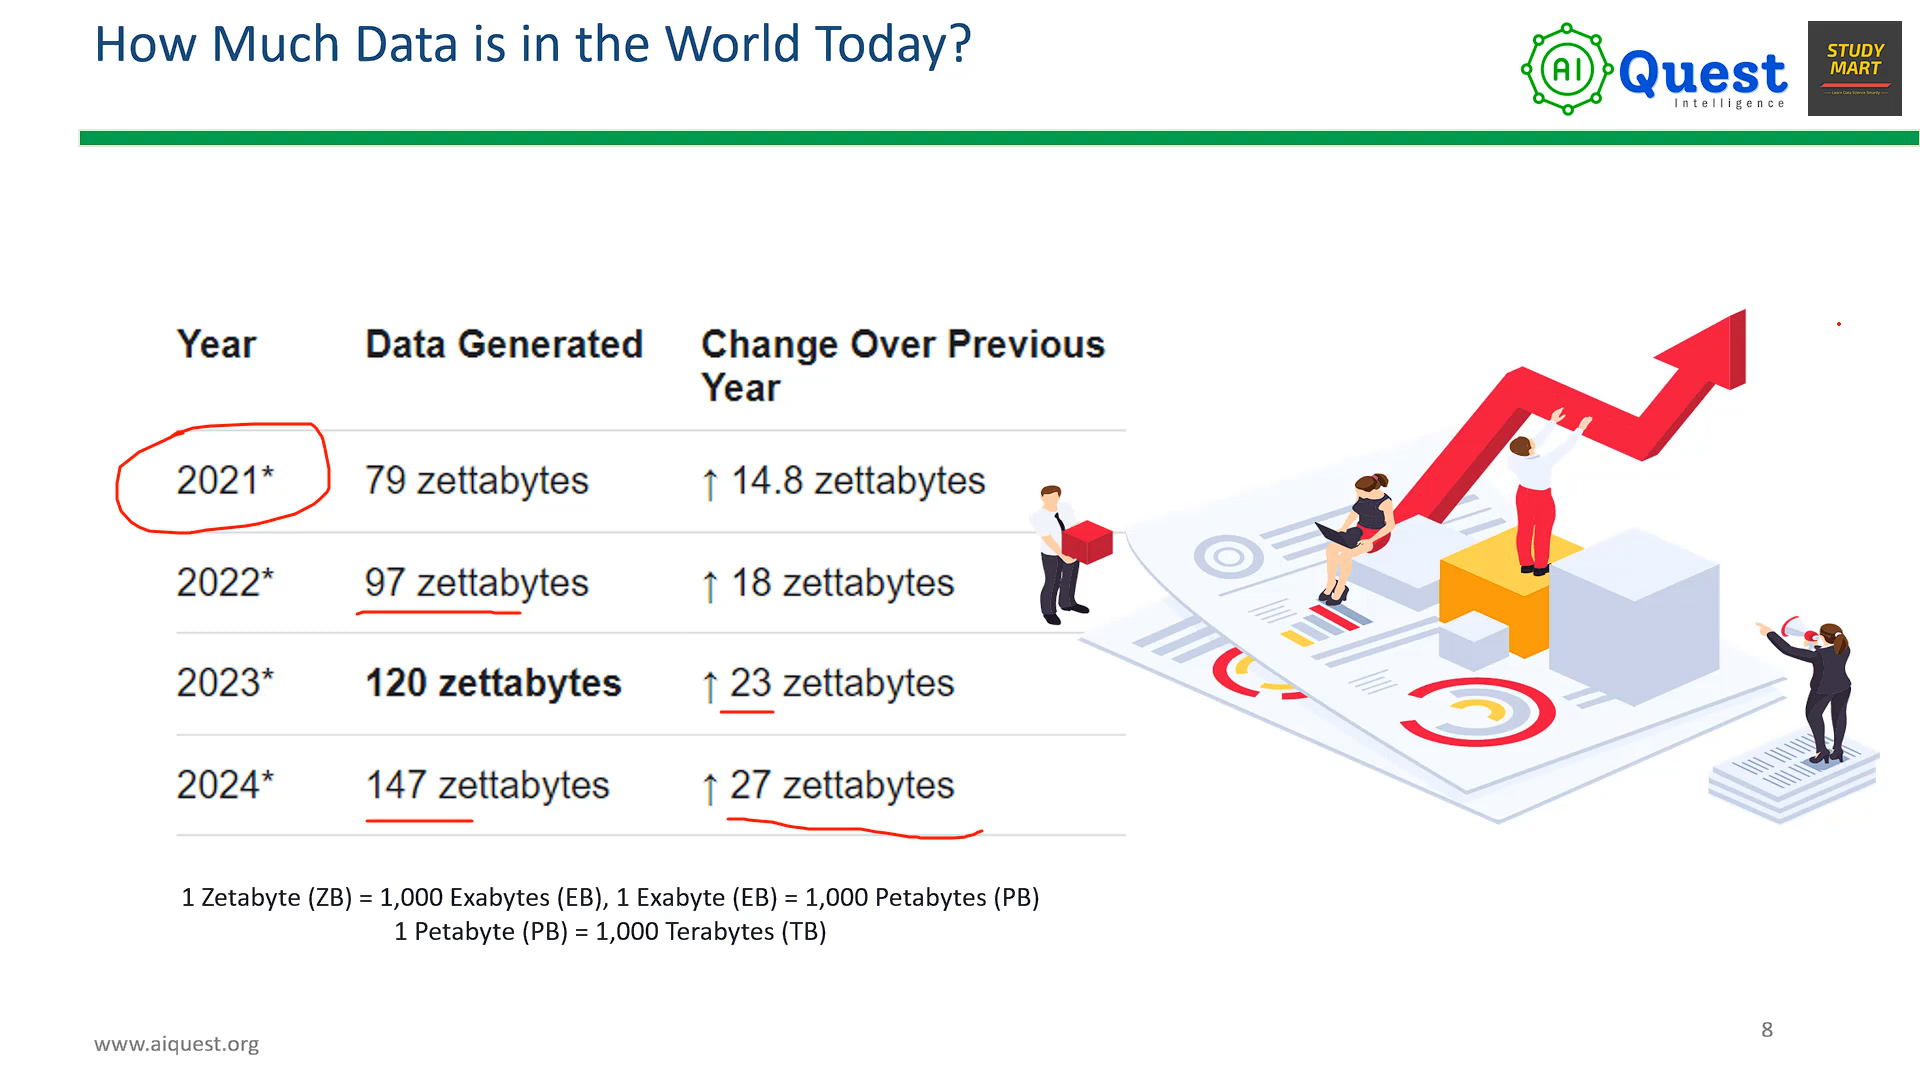 How Much Data is in the World Today?
AI Quest
Intelligence
STUDY
MART
Year Data Generated Change Over Previous
Year
2021* 79 zettabytes ↑ 14.8 zettabytes
2022* 97 zettabytes ↑ 18 zettabytes
2023* 120 zettabytes ↑ 23 zettabytes
2024* 147 zettabytes ↑ 27 zettabytes
1 Zetabyte (ZB) = 1,000 Exabytes (EB), 1 Exabyte (EB) = 1,000 Petabytes (PB)
1 Petabyte (PB) = 1,000 Terabytes (TB)
www.aiquest.org
8